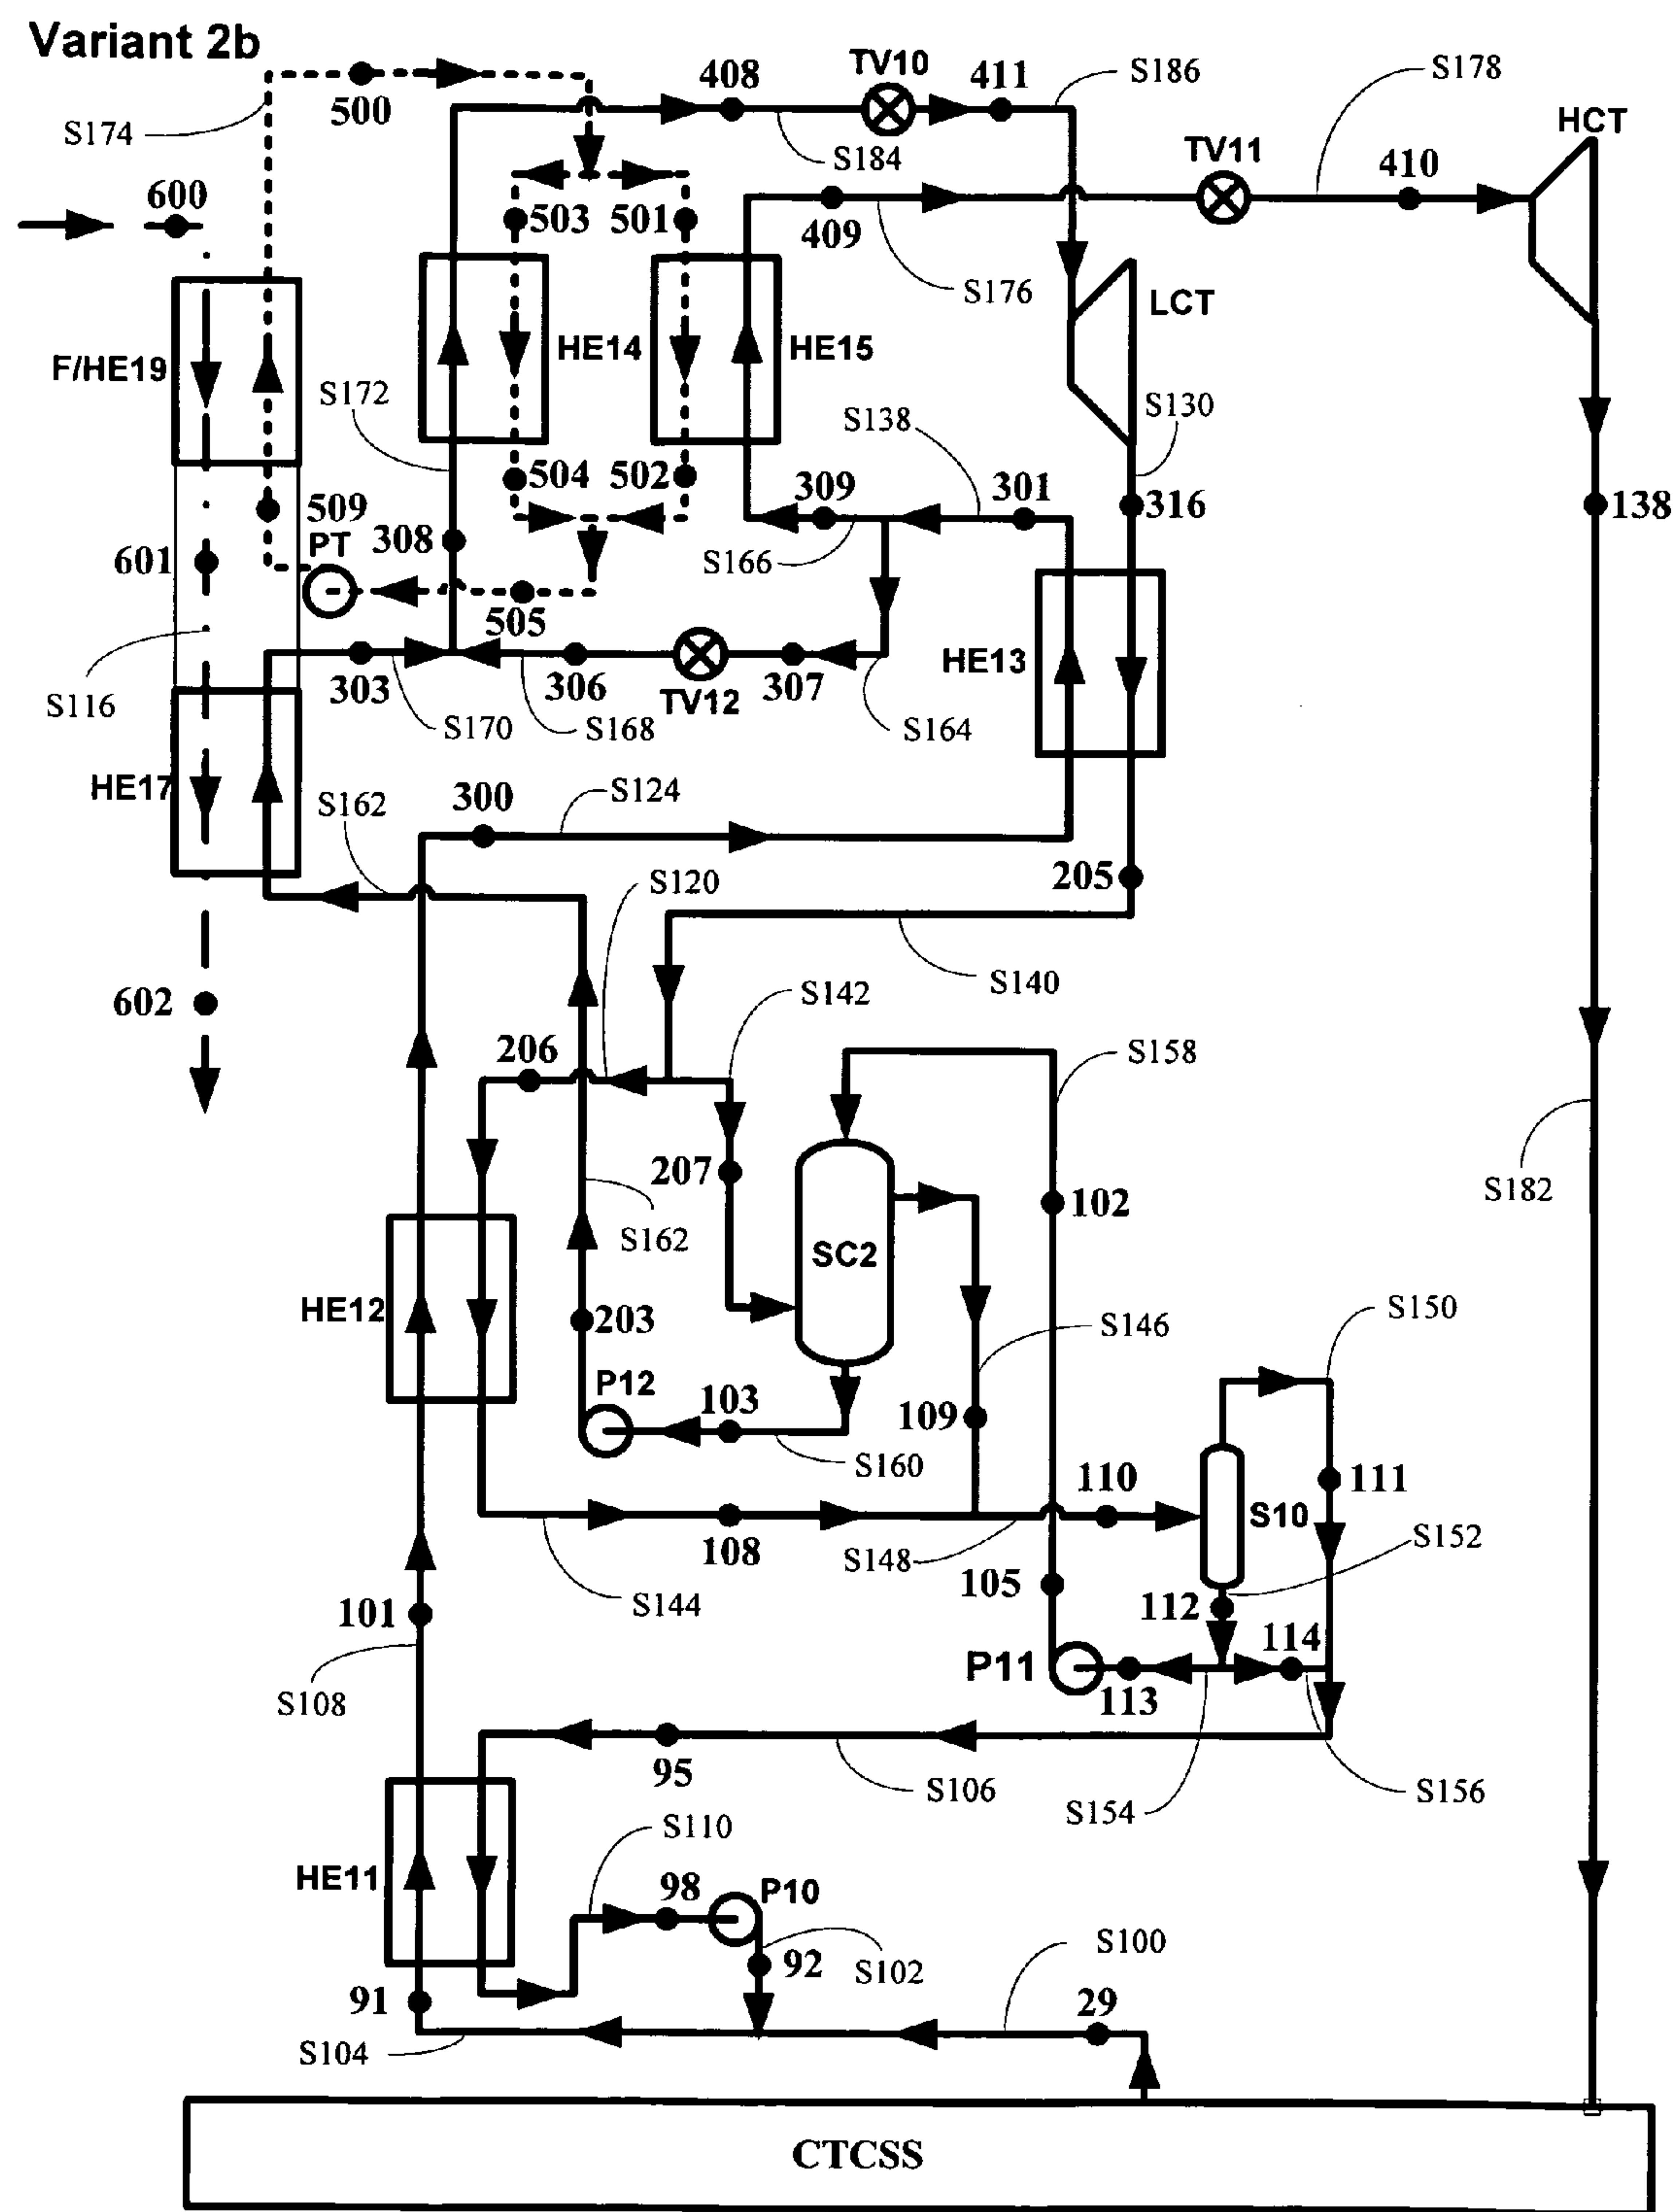 Variant 2b
500
S174
600
408
TV10
411
S186
S178
HCT
S184
TV11
410
503
501
409
S176
F/HE19
HE14
HE15
LCT
S172
S138
S130
509
504
502
309
301
316
138
PT
308
601
S166
505
HE13
S116
303
306
TV12
307
S170
S168
S164
HE17
S162
300
S124
S120
205
602
S142
S140
206
S158
207
102
S182
SC2
S162
HE12
203
S146
S150
P12
103
109
S160
110
111
S10
108
S148
S152
101
S144
105
112
114
P11
113
S108
95
S106
S154
S156
S110
HE11
98
P10
92
S102
S100
91
29
S104
CTCSS